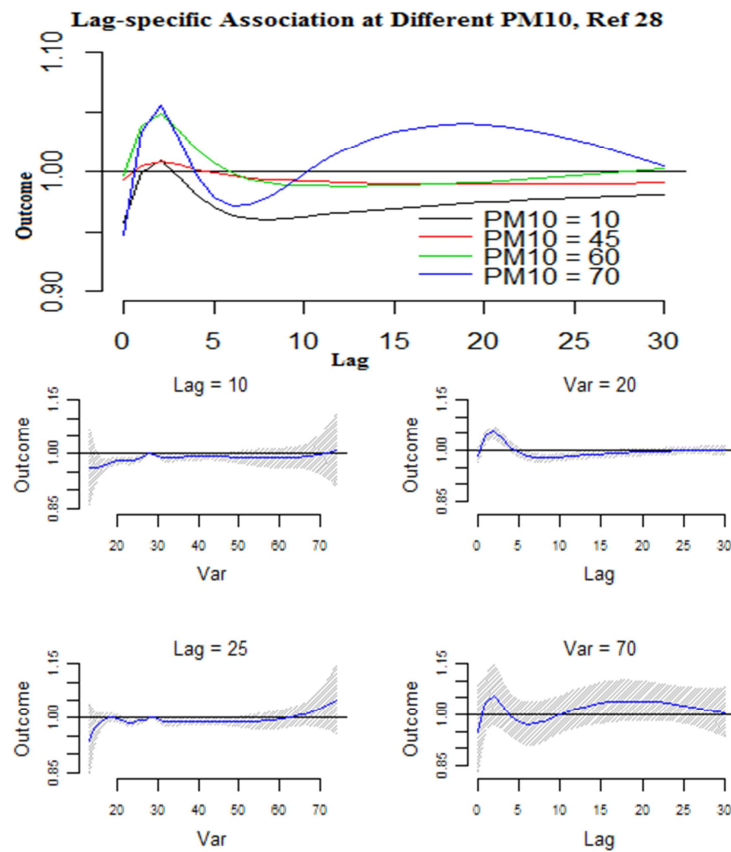 Lag-specific Association at Different PM10, Ref 28
1.10
1.00
0.90
Outcome
PM10 = 10
PM10 = 45
PM10 = 60
PM10 = 70
0 5 10 15 20 25 30
Lag
Lag = 10
1.15
1.00
0.85
Outcome
20 30 40 50 60 70
Var
Var = 20
1.15
1.00
0.85
Outcome
0 5 10 15 20 25 30
Lag
Lag = 25
1.15
1.00
0.85
Outcome
20 30 40 50 60 70
Var
Var = 70
1.15
1.00
0.85
Outcome
0 5 10 15 20 25 30
Lag